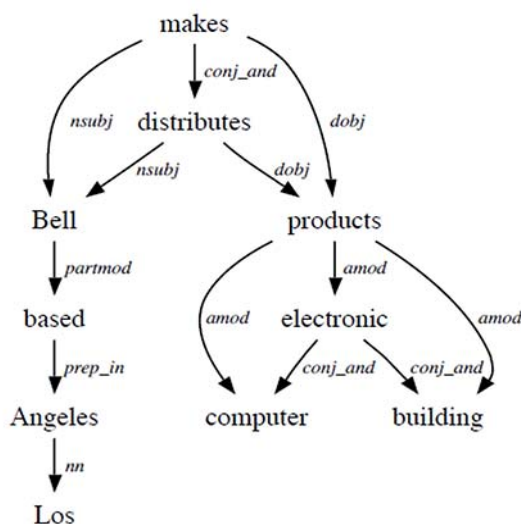 makes
conj_and
nsubj
distributes
dobj
nsubj
dobj
Bell
products
partmod
amod
based
amod
electronic
amod
prep_in
conj_and
conj_and
Angeles
computer
building
nn
Los